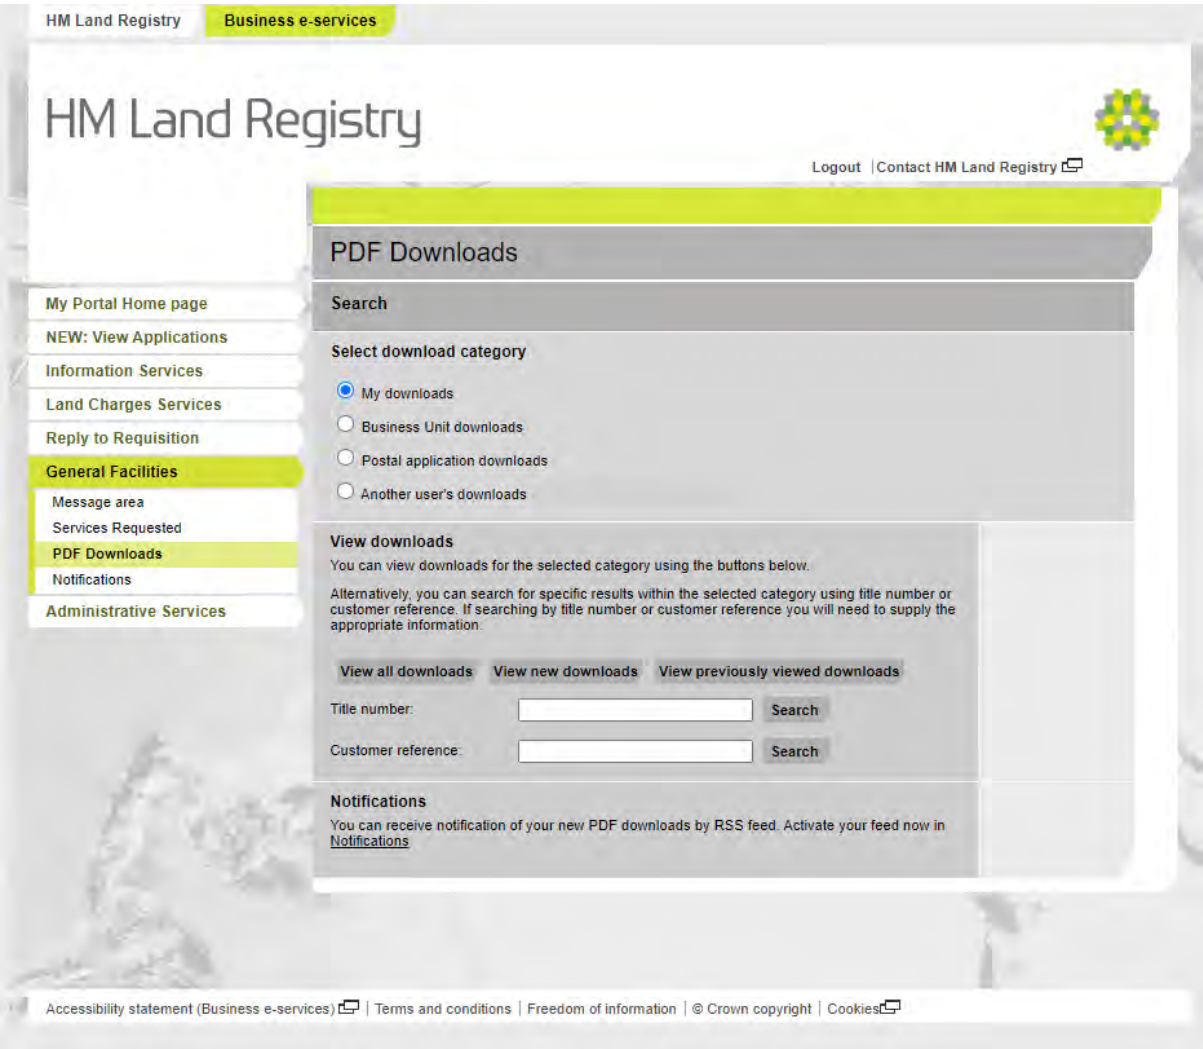 HM Land Registry
Business e-services
HM Land Registry
Logout | Contact HM Land Registry
PDF Downloads
My Portal Home page
NEW: View Applications
Information Services
Land Charges Services
Reply to Requisition
General Facilities
Message area
Services Requested
PDF Downloads
Notifications
Administrative Services
Search
Select download category
My downloads
Business Unit downloads
Postal application downloads
Another user's downloads
View downloads
You can view downloads for the selected category using the buttons below.
Alternatively, you can search for specific results within the selected category using title number or
customer reference. If searching by title number or customer reference you will need to supply the
appropriate information.
View all downloads View new downloads View previously viewed downloads
Title number: Search
Customer reference: Search
Notifications
You can receive notification of your new PDF downloads by RSS feed. Activate your feed now in
Notifications
Accessibility statement (Business e-services) | Terms and conditions | Freedom of information | © Crown copyright | Cookies